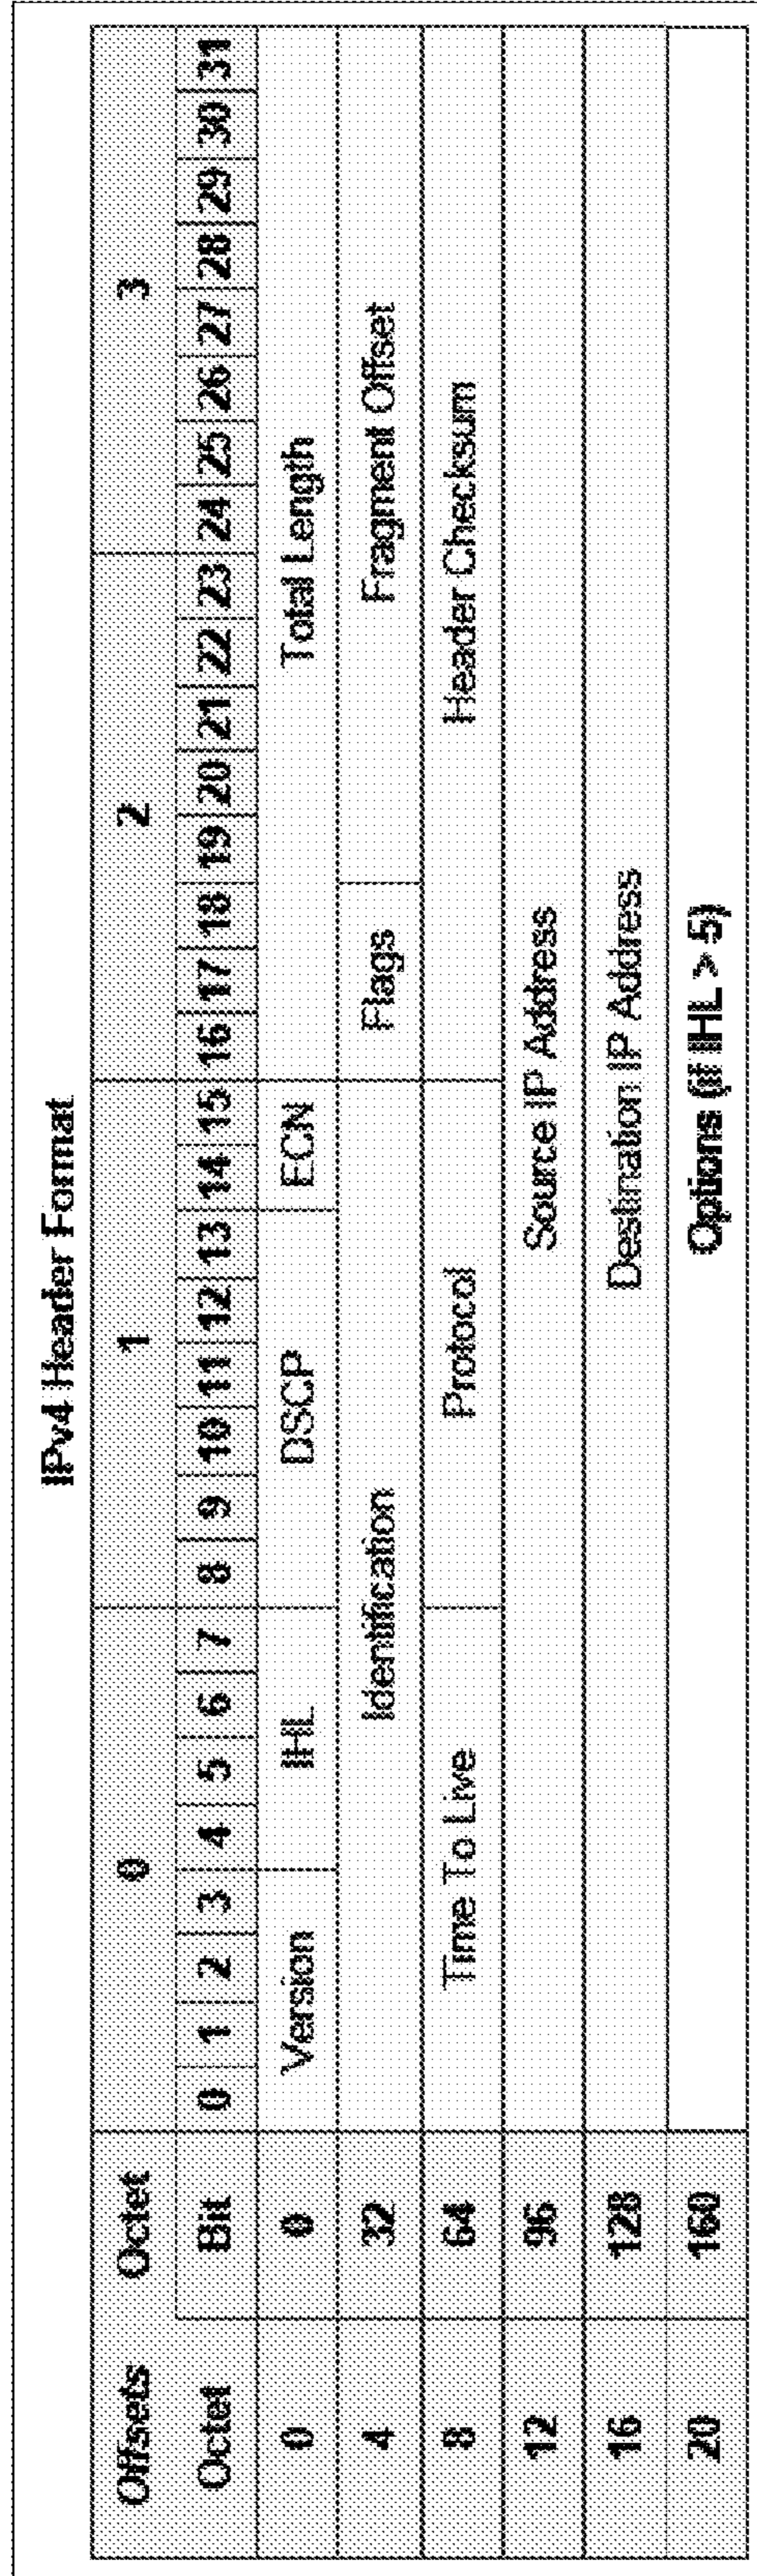 IPv4 Header Format
Offsets Octet 0 1 2 3
Octet Bit 0 1 2 3 4 5 6 7 8 9 10 11 12 13 14 15 16 17 18 19 20 21 22 23 24 25 26 27 28 29 30 31
0 0 Version IHL DSCP ECN Total Length
4 32 Identification Flags Fragment Offset
8 64 Time To Live Protocol Header Checksum
12 96 Source IP Address
16 128 Destination IP Address
20 160 Options (if IHL > 5)